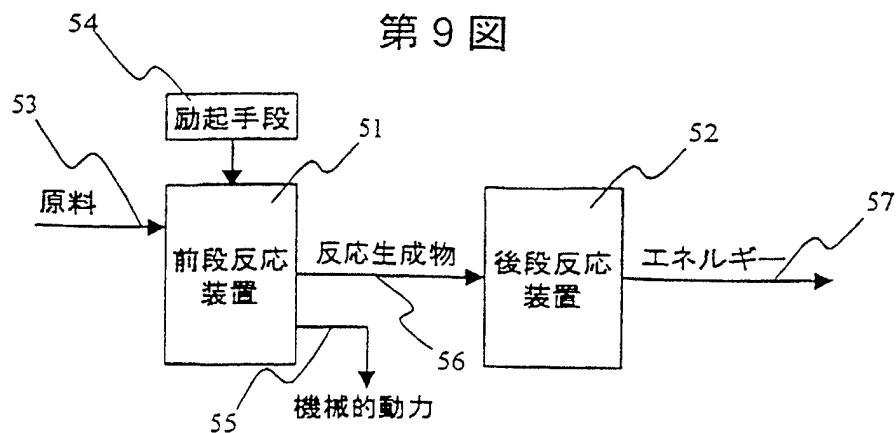 第9図
54
励起手段
53
原料
51
前段反応
装置
反応生成物
56
55
機械的動力
52
後段反応
装置
エネルギー
57